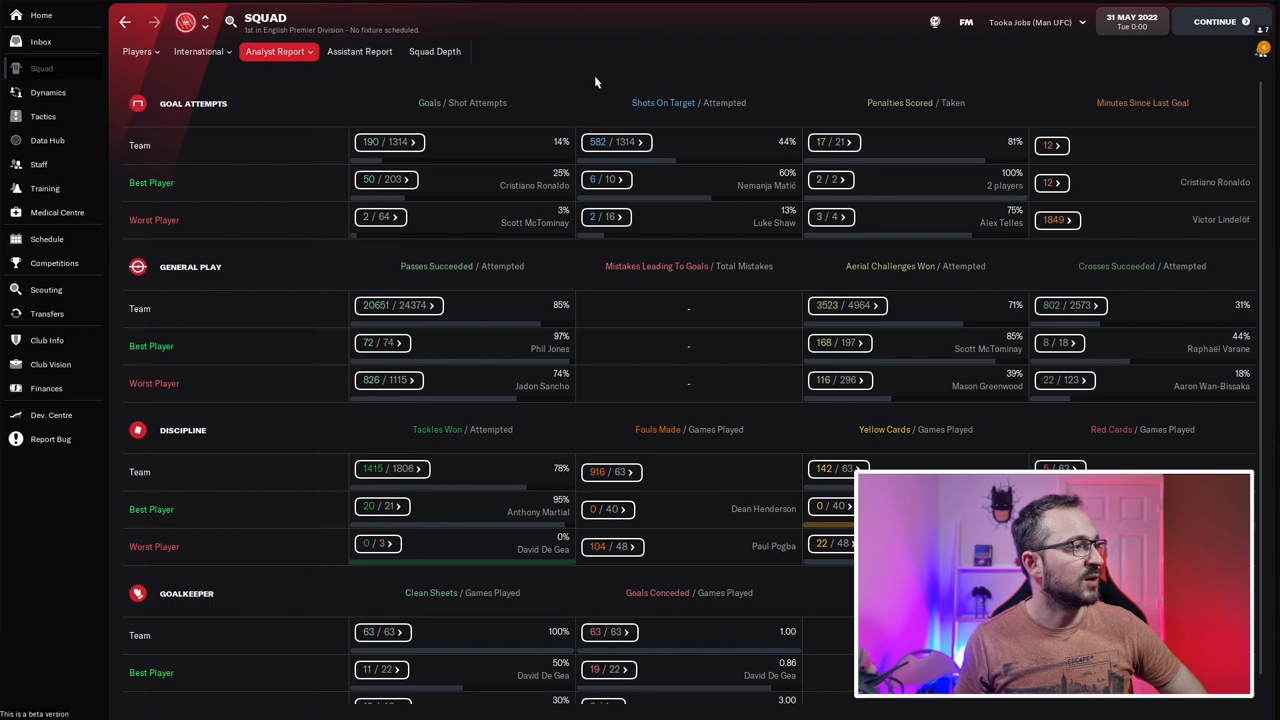 Home
SQUAD
1st in English Premier Division - No fixture scheduled.
FM
Tooka Jobs (Man UFC)
31 MAY 2022
Tue 0:00
CONTINUE
7
4
Inbox
Squad
Dynamics
Tactics
Data Hub
Staff
Training
Medical Centre
Schedule
Competitions
Scouting
Transfers
Club Info
Club Vision
Finances
Dev. Centre
Report Bug
This is a beta version
Players
International
Analyst Report
Assistant Report
Squad Depth
GOAL ATTEMPTS Goals / Shot Attempts Shots On Target / Attempted Penalties Scored / Taken Minutes Since Last Goal
Team 190 / 1314 14% 582 / 1314 44% 17 / 21 81% 12
Best Player 50 / 203 25% Cristiano Ronaldo 6 / 10 60% Nemanja Matić 2 / 2 100% 2 players 12 Cristiano Ronaldo
Worst Player 2 / 64 3% Scott McTominay 2 / 16 13% Luke Shaw 3 / 4 75% Alex Telles 1849 Victor Lindelöf
GENERAL PLAY Passes Succeeded / Attempted Mistakes Leading To Goals / Total Mistakes Aerial Challenges Won / Attempted Crosses Succeeded / Attempted
Team 20651 / 24374 85% - 3523 / 4964 71% 802 / 2573 31%
Best Player 72 / 74 97% Phil Jones - 168 / 197 85% Scott McTominay 8 / 18 44% Raphaël Varane
Worst Player 826 / 1115 74% Jadon Sancho - 116 / 296 39% Mason Greenwood 22 / 123 18% Aaron Wan-Bissaka
DISCIPLINE Tackles Won / Attempted Fouls Made / Games Played Yellow Cards / Games Played Red Cards / Games Played
Team 1415 / 1806 78% 916 / 63 142 / 63 5 / 63
Best Player 20 / 21 95% Anthony Martial 0 / 40 Dean Henderson 0 / 40
Worst Player 0 / 3 0% David De Gea 104 / 48 Paul Pogba 22 / 48
GOALKEEPER Clean Sheets / Games Played Goals Conceded / Games Played
Team 63 / 63 100% 63 / 63 1.00
Best Player 11 / 22 50% David De Gea 19 / 22 0.86 David De Gea
30% 3.00
ESCAPE